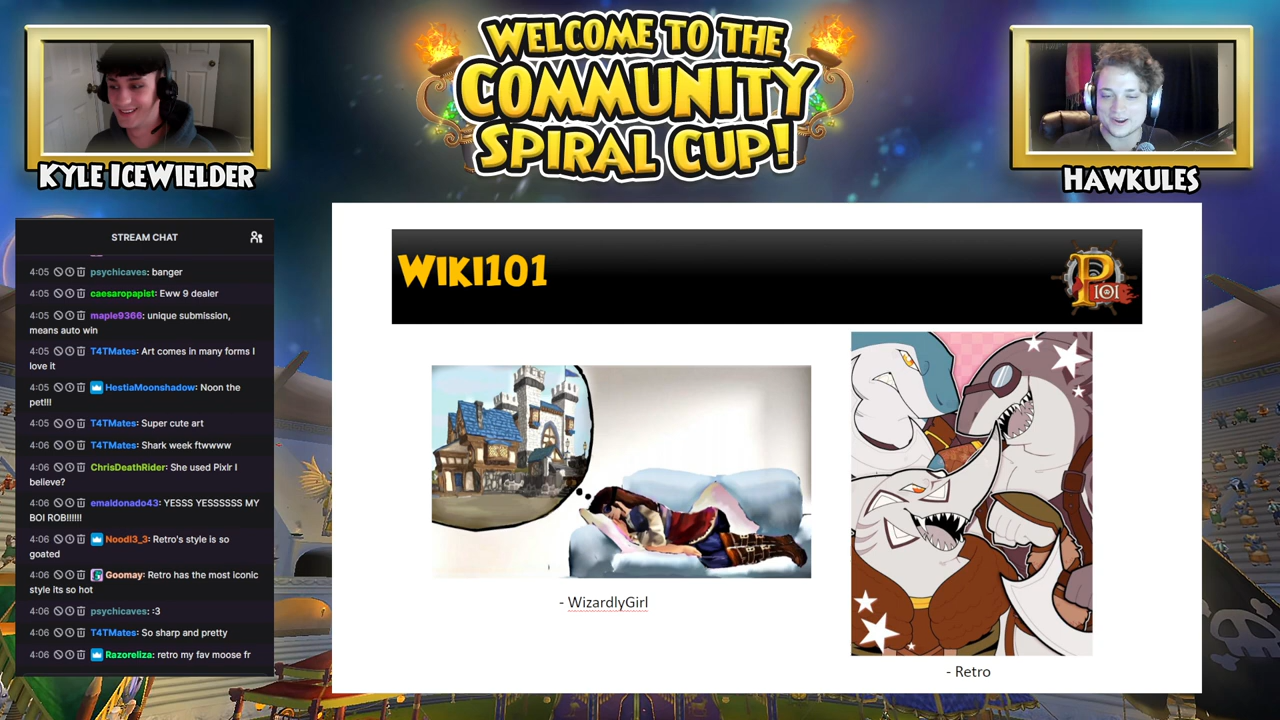 WELCOME TO THE
COMMUNITY
SPIRAL CUP!
KYLE ICEWIELDER
HAWKULES
STREAM CHAT
4:05 psychicaves: banger
4:05 caesaropapist: Eww 9 dealer
4:05 maple9366: unique submission,
means auto win
4:05 T4TMates: Art comes in many forms I
love it
4:05 HestiaMoonshadow: Noon the
pet!!!
4:05 T4TMates: Super cute art
4:06 T4TMates: Shark week ftwwww
4:06 ChrisDeathRider: She used Pixlr I
believe?
4:06 emaldonado43: YESSS YESSSSSS MY
BOI ROB!!!!!!
4:06 Noodl3_3: Retro's style is so
goated
4:06 Goomay: Retro has the most iconic
style its so hot
4:06 psychicaves: :3
4:06 T4TMates: So sharp and pretty
4:06 Razoreliza: retro my fav moose fr
WIKI101
P101
- WizardlyGirl
- Retro